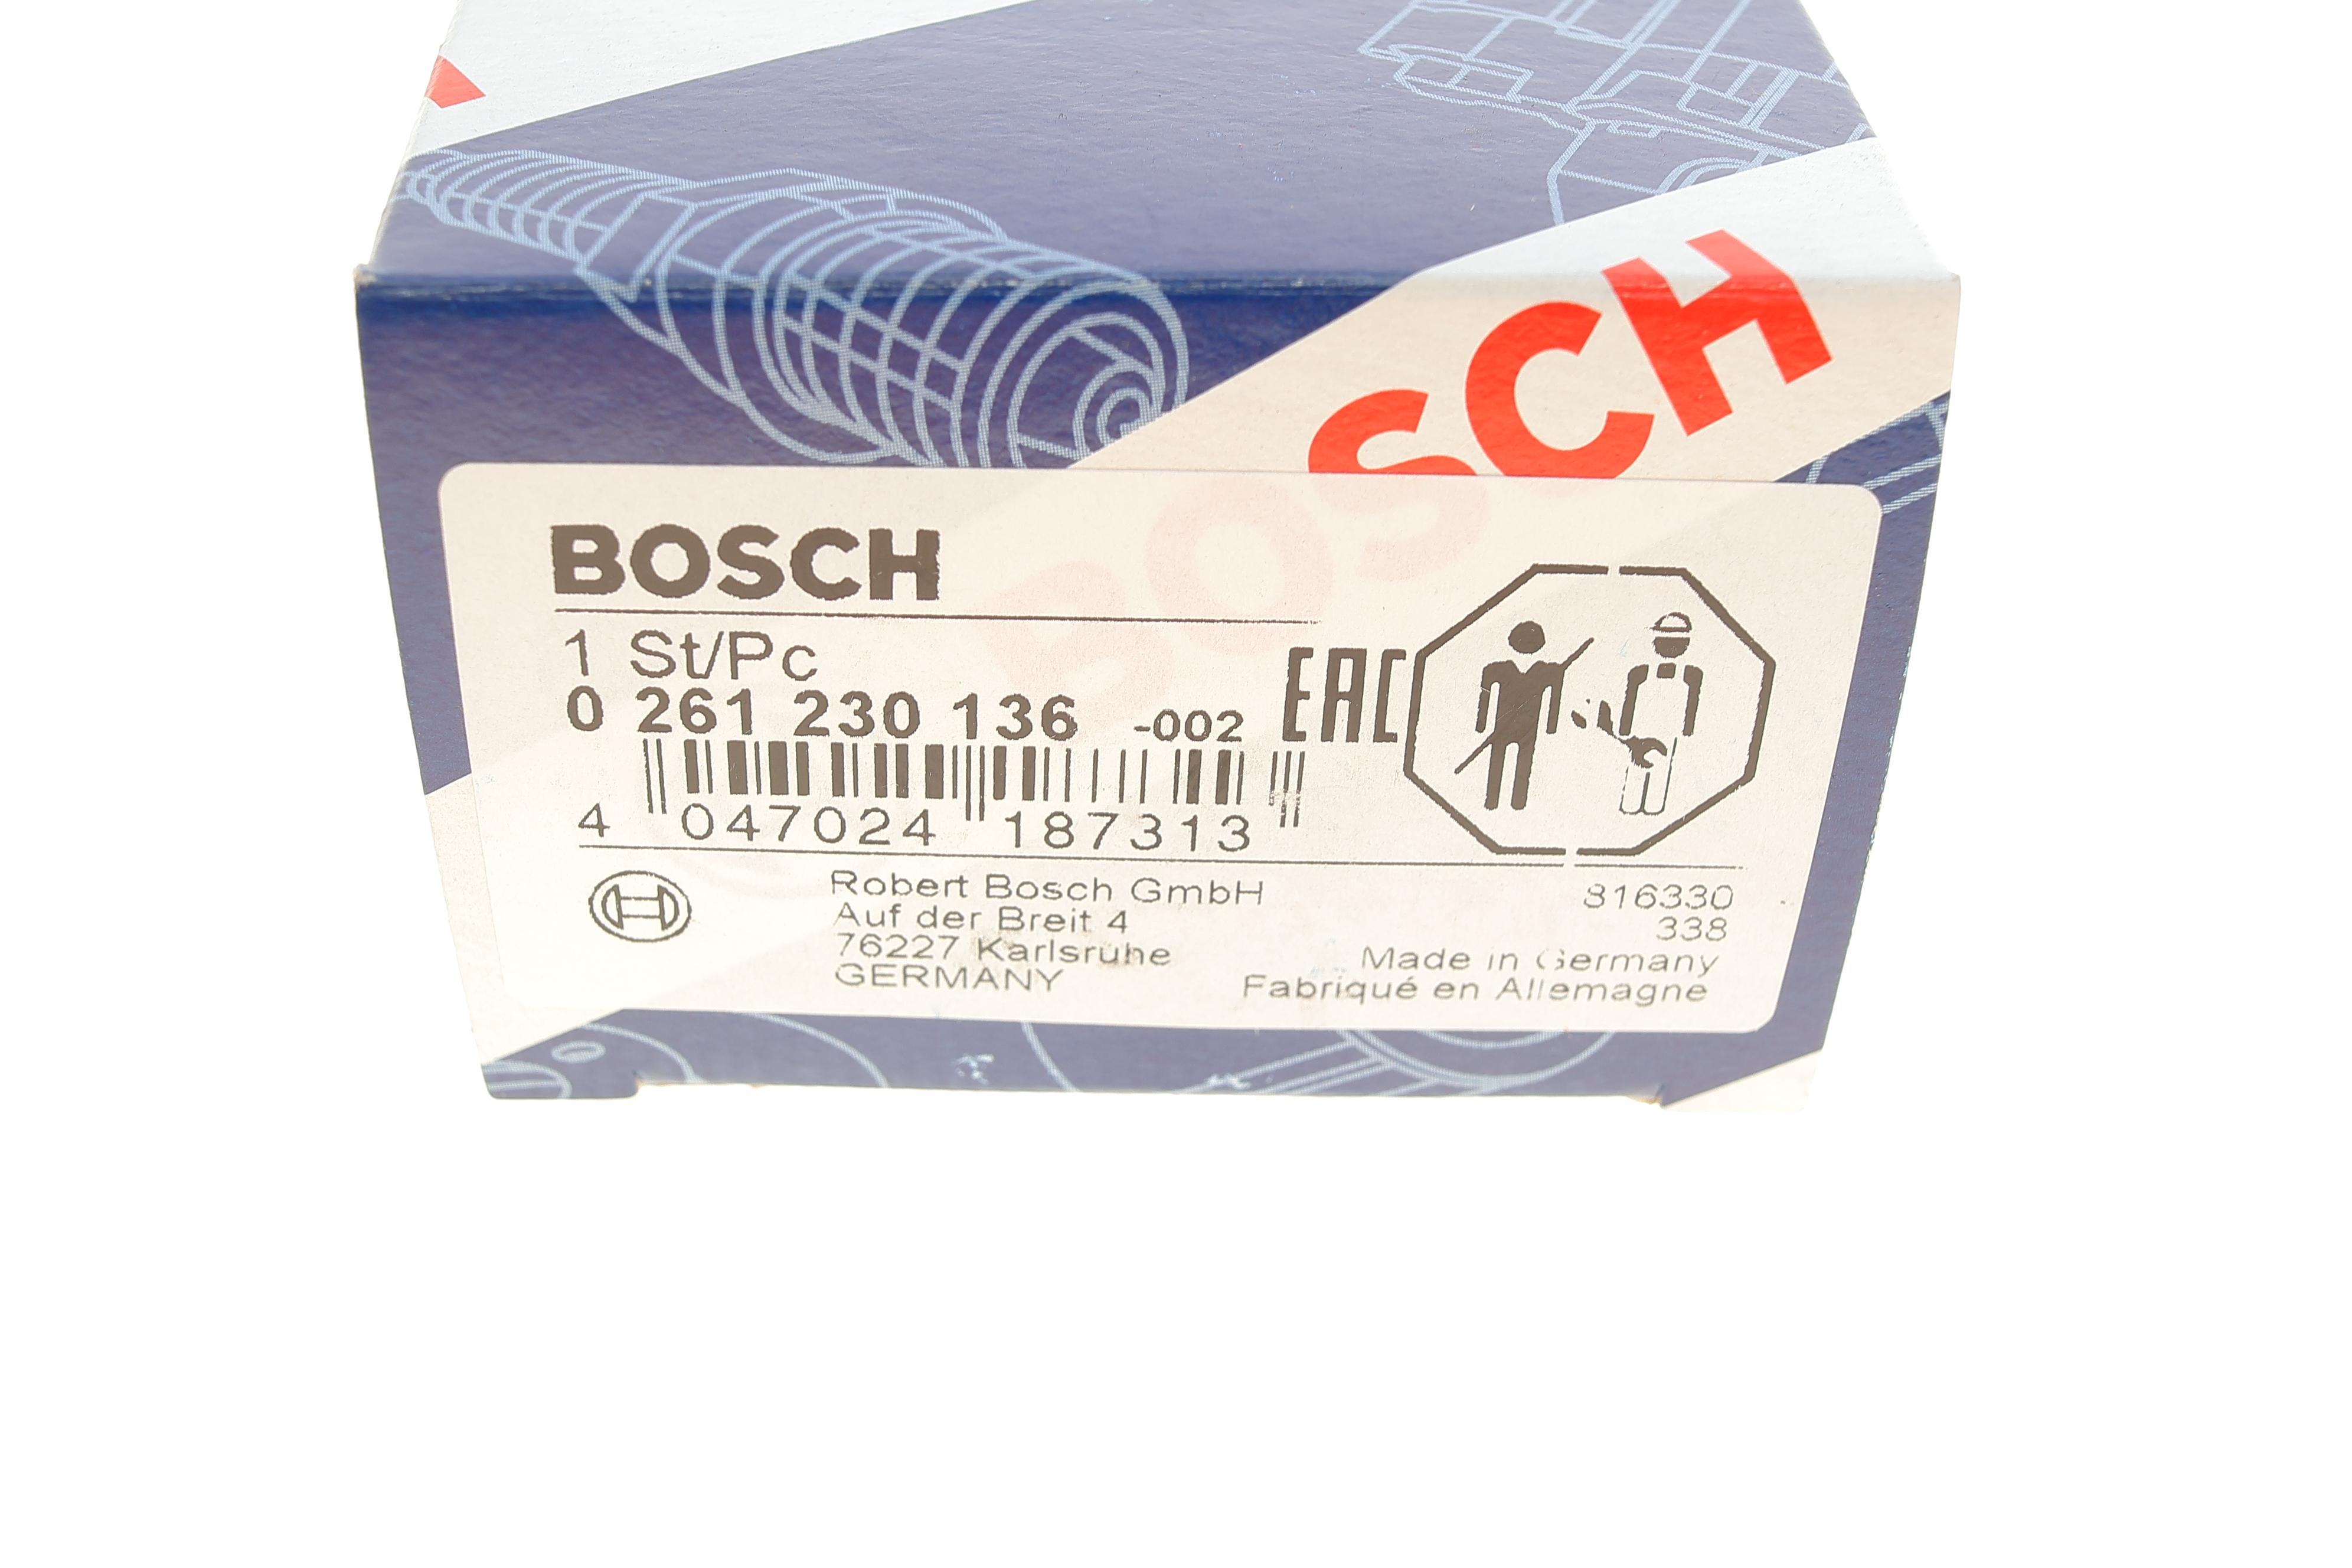 BOSCH
BOSCH
1 St/Pc
0 261 230 136 -002
EAC
4 047024 187313
Robert Bosch GmbH
Auf der Breit 4
76227 Karlsruhe
GERMANY
816330
338
Made in Germany
Fabriqué en Allemagne